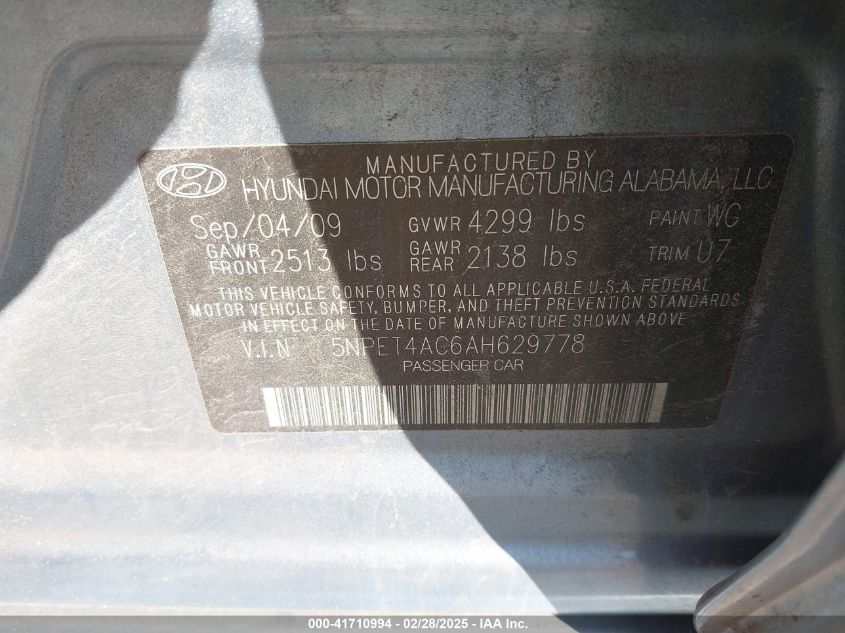 MANUFACTURED BY
HYUNDAI MOTOR MANUFACTURING ALABAMA, LLC
Sep/04/09 GVWR 4299 lbs PAINT WG
GAWR FRONT 2513 lbs GAWR REAR 2138 lbs TRIM U7
THIS VEHICLE CONFORMS TO ALL APPLICABLE U.S.A. FEDERAL
MOTOR VEHICLE SAFETY, BUMPER, AND THEFT PREVENTION STANDARDS
IN EFFECT ON THE DATE OF MANUFACTURE SHOWN ABOVE
V.I.N 5NPET4AC6AH629778
PASSENGER CAR
000-41710994 - 02/28/2025 - IAA Inc.